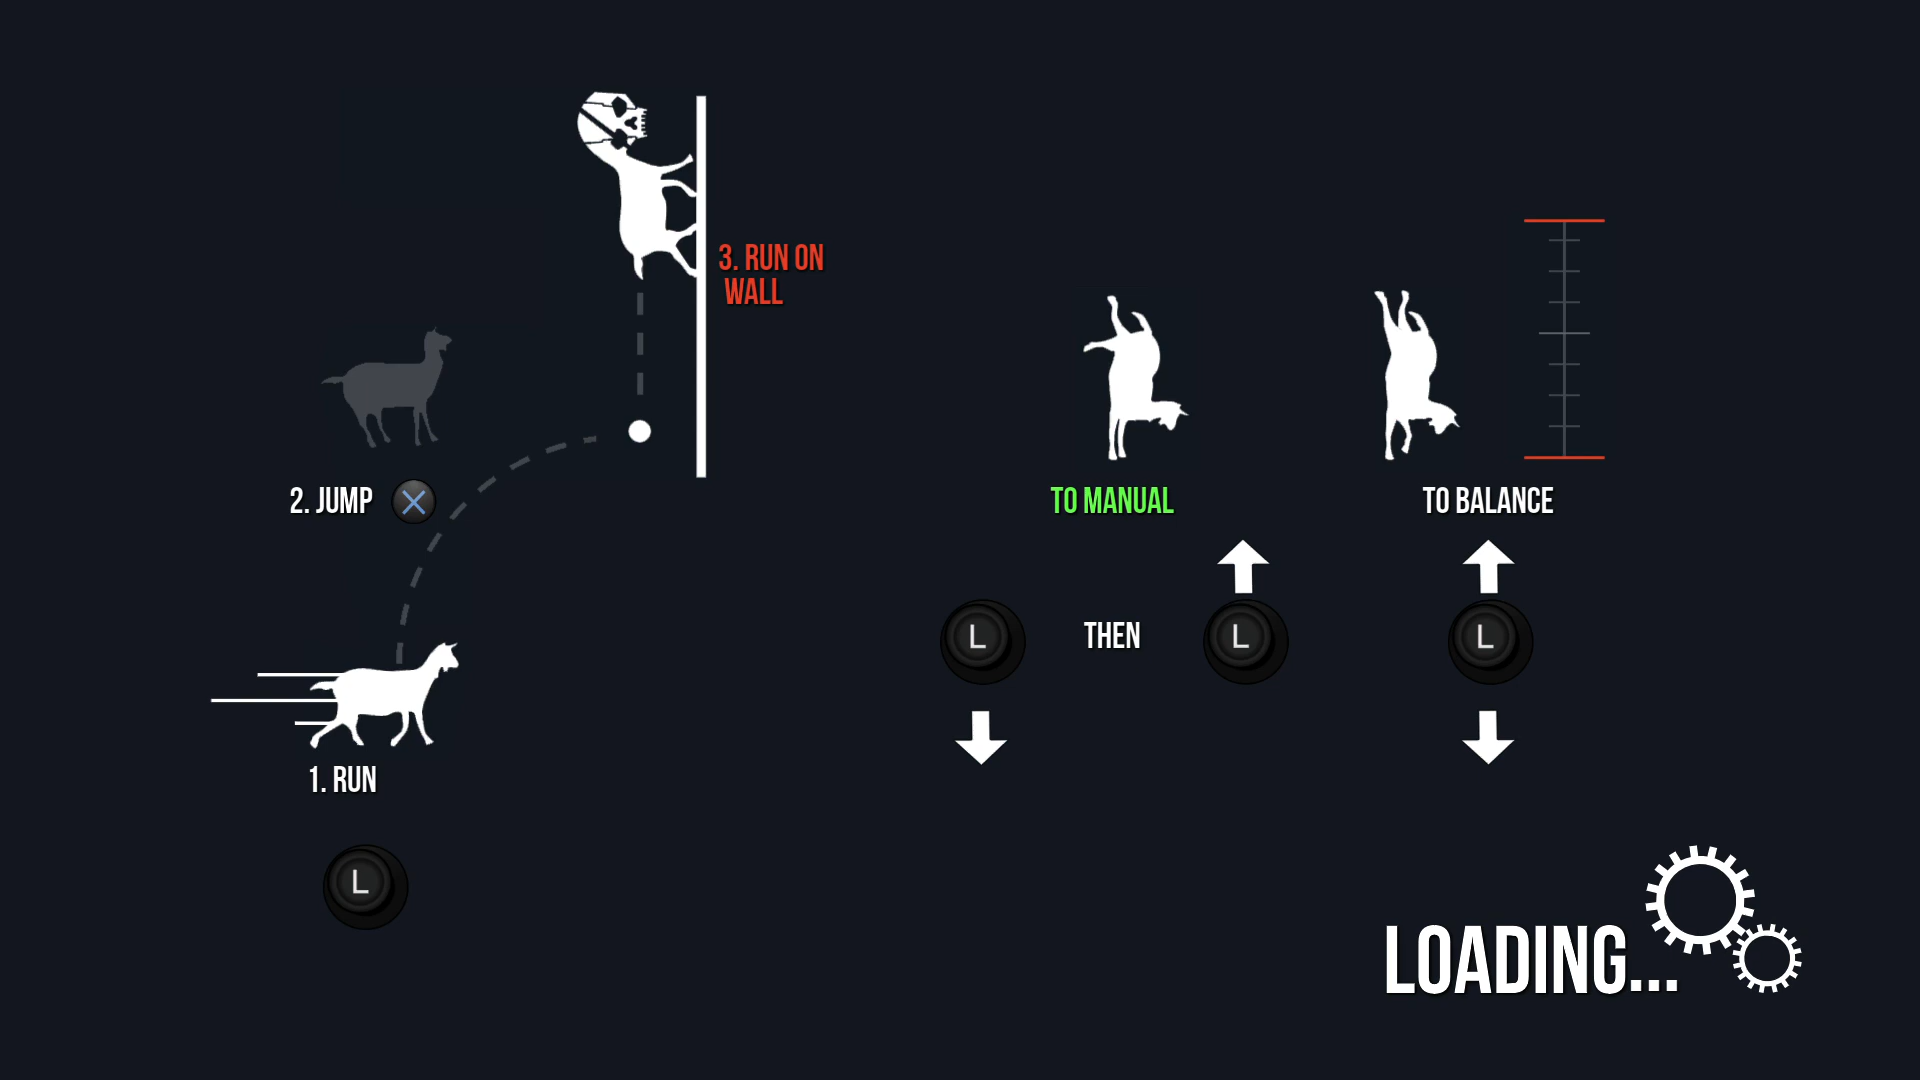 3. RUN ON
WALL
2. JUMP
1. RUN
L
TO MANUAL
L
THEN
L
TO BALANCE
L
LOADING...